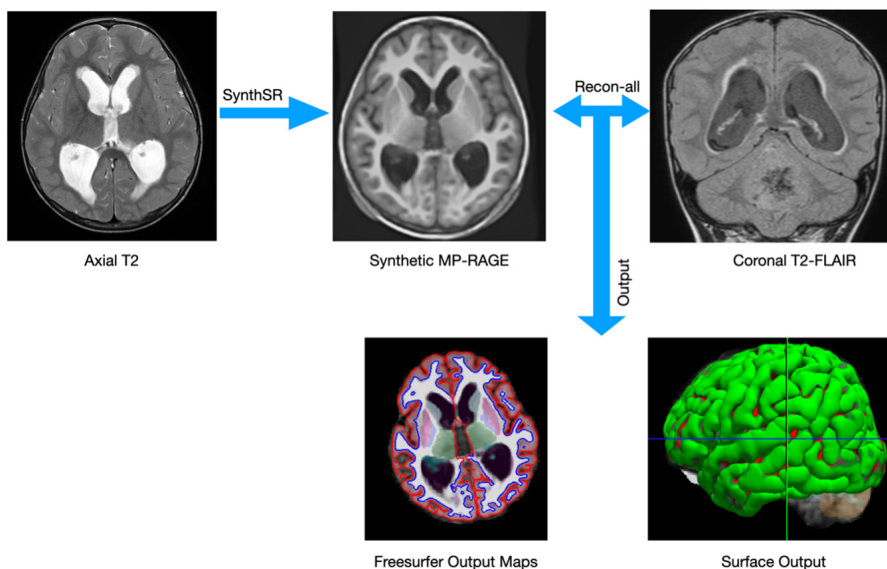 SynthSR
Recon-all
Axial T2
Synthetic MP-RAGE
Coronal T2-FLAIR
Output
Freesurfer Output Maps
Surface Output